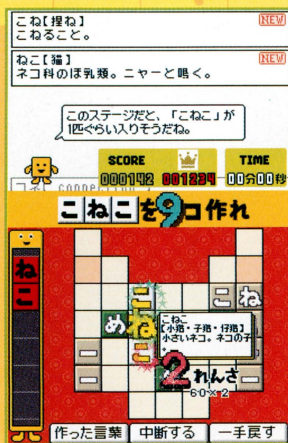 こね【捏ね】
NEW
こねること。
ねこ【猫】
NEW
ネコ科のほ乳類。ニャーと鳴く。
このステージだと、「こねこ」が
1匹ぐらい入りそうだね。
SCORE
TIME
000142
001234
00分00秒
こねこを9コ作れ
ね
こ
こ
こね
め
ね
こ
こねこ
【小猫・子猫・仔猫】
小さいネコ。ネコの子
。
ー
ー
2れんさ
60×2
ー
ー
作った言葉
中断する
一手戻す